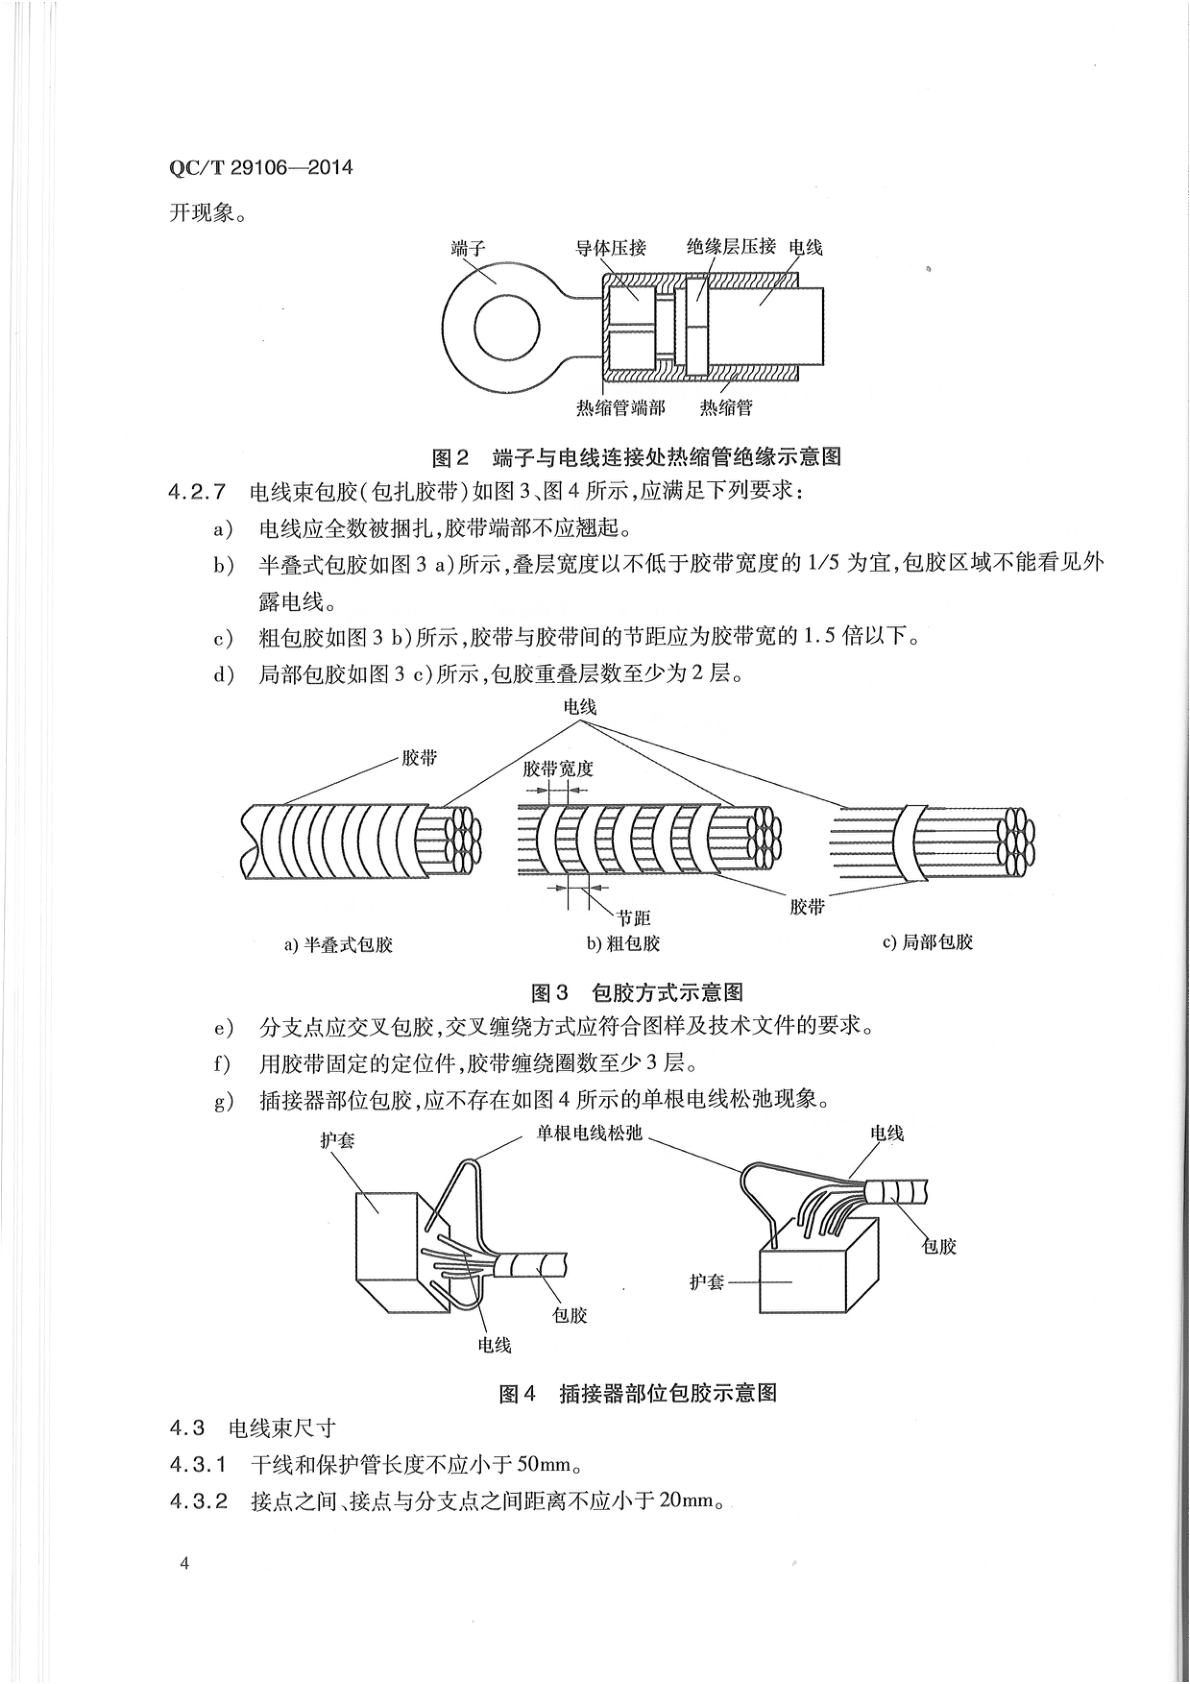 QC/T 29106—2014
开现象。
端子 导体压接 绝缘层压接 电线
热缩管端部 热缩管
图2 端子与电线连接处热缩管绝缘示意图
4.2.7 电线束包胶(包扎胶带)如图3、图4所示,应满足下列要求:
a) 电线应全数被捆扎,胶带端部不应翘起。
b) 半叠式包胶如图3 a)所示,叠层宽度以不低于胶带宽度的1/5为宜,包胶区域不能看见外
露电线。
c) 粗包胶如图3 b)所示,胶带与胶带间的节距应为胶带宽的1.5倍以下。
d) 局部包胶如图3 c)所示,包胶重叠层数至少为2层。
电线
胶带
胶带宽度
胶带
节距
a) 半叠式包胶 b) 粗包胶 c) 局部包胶
图3 包胶方式示意图
e) 分支点应交叉包胶,交叉缠绕方式应符合图样及技术文件的要求。
f) 用胶带固定的定位件,胶带缠绕圈数至少3层。
g) 插接器部位包胶,应不存在如图4所示的单根电线松弛现象。
护套 单根电线松弛 电线
包胶
护套
包胶
电线
图4 插接器部位包胶示意图
4.3 电线束尺寸
4.3.1 干线和保护管长度不应小于50mm。
4.3.2 接点之间、接点与分支点之间距离不应小于20mm。
4